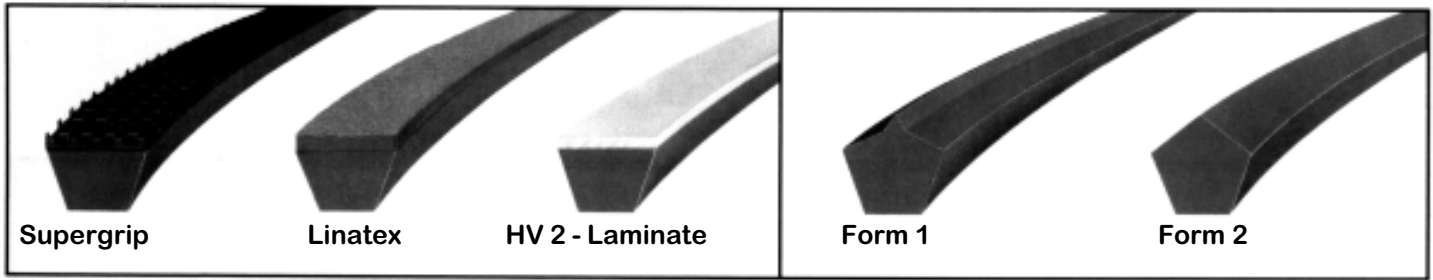 Supergrip
Linatex
HV 2 - Laminate
Form 1
Form 2